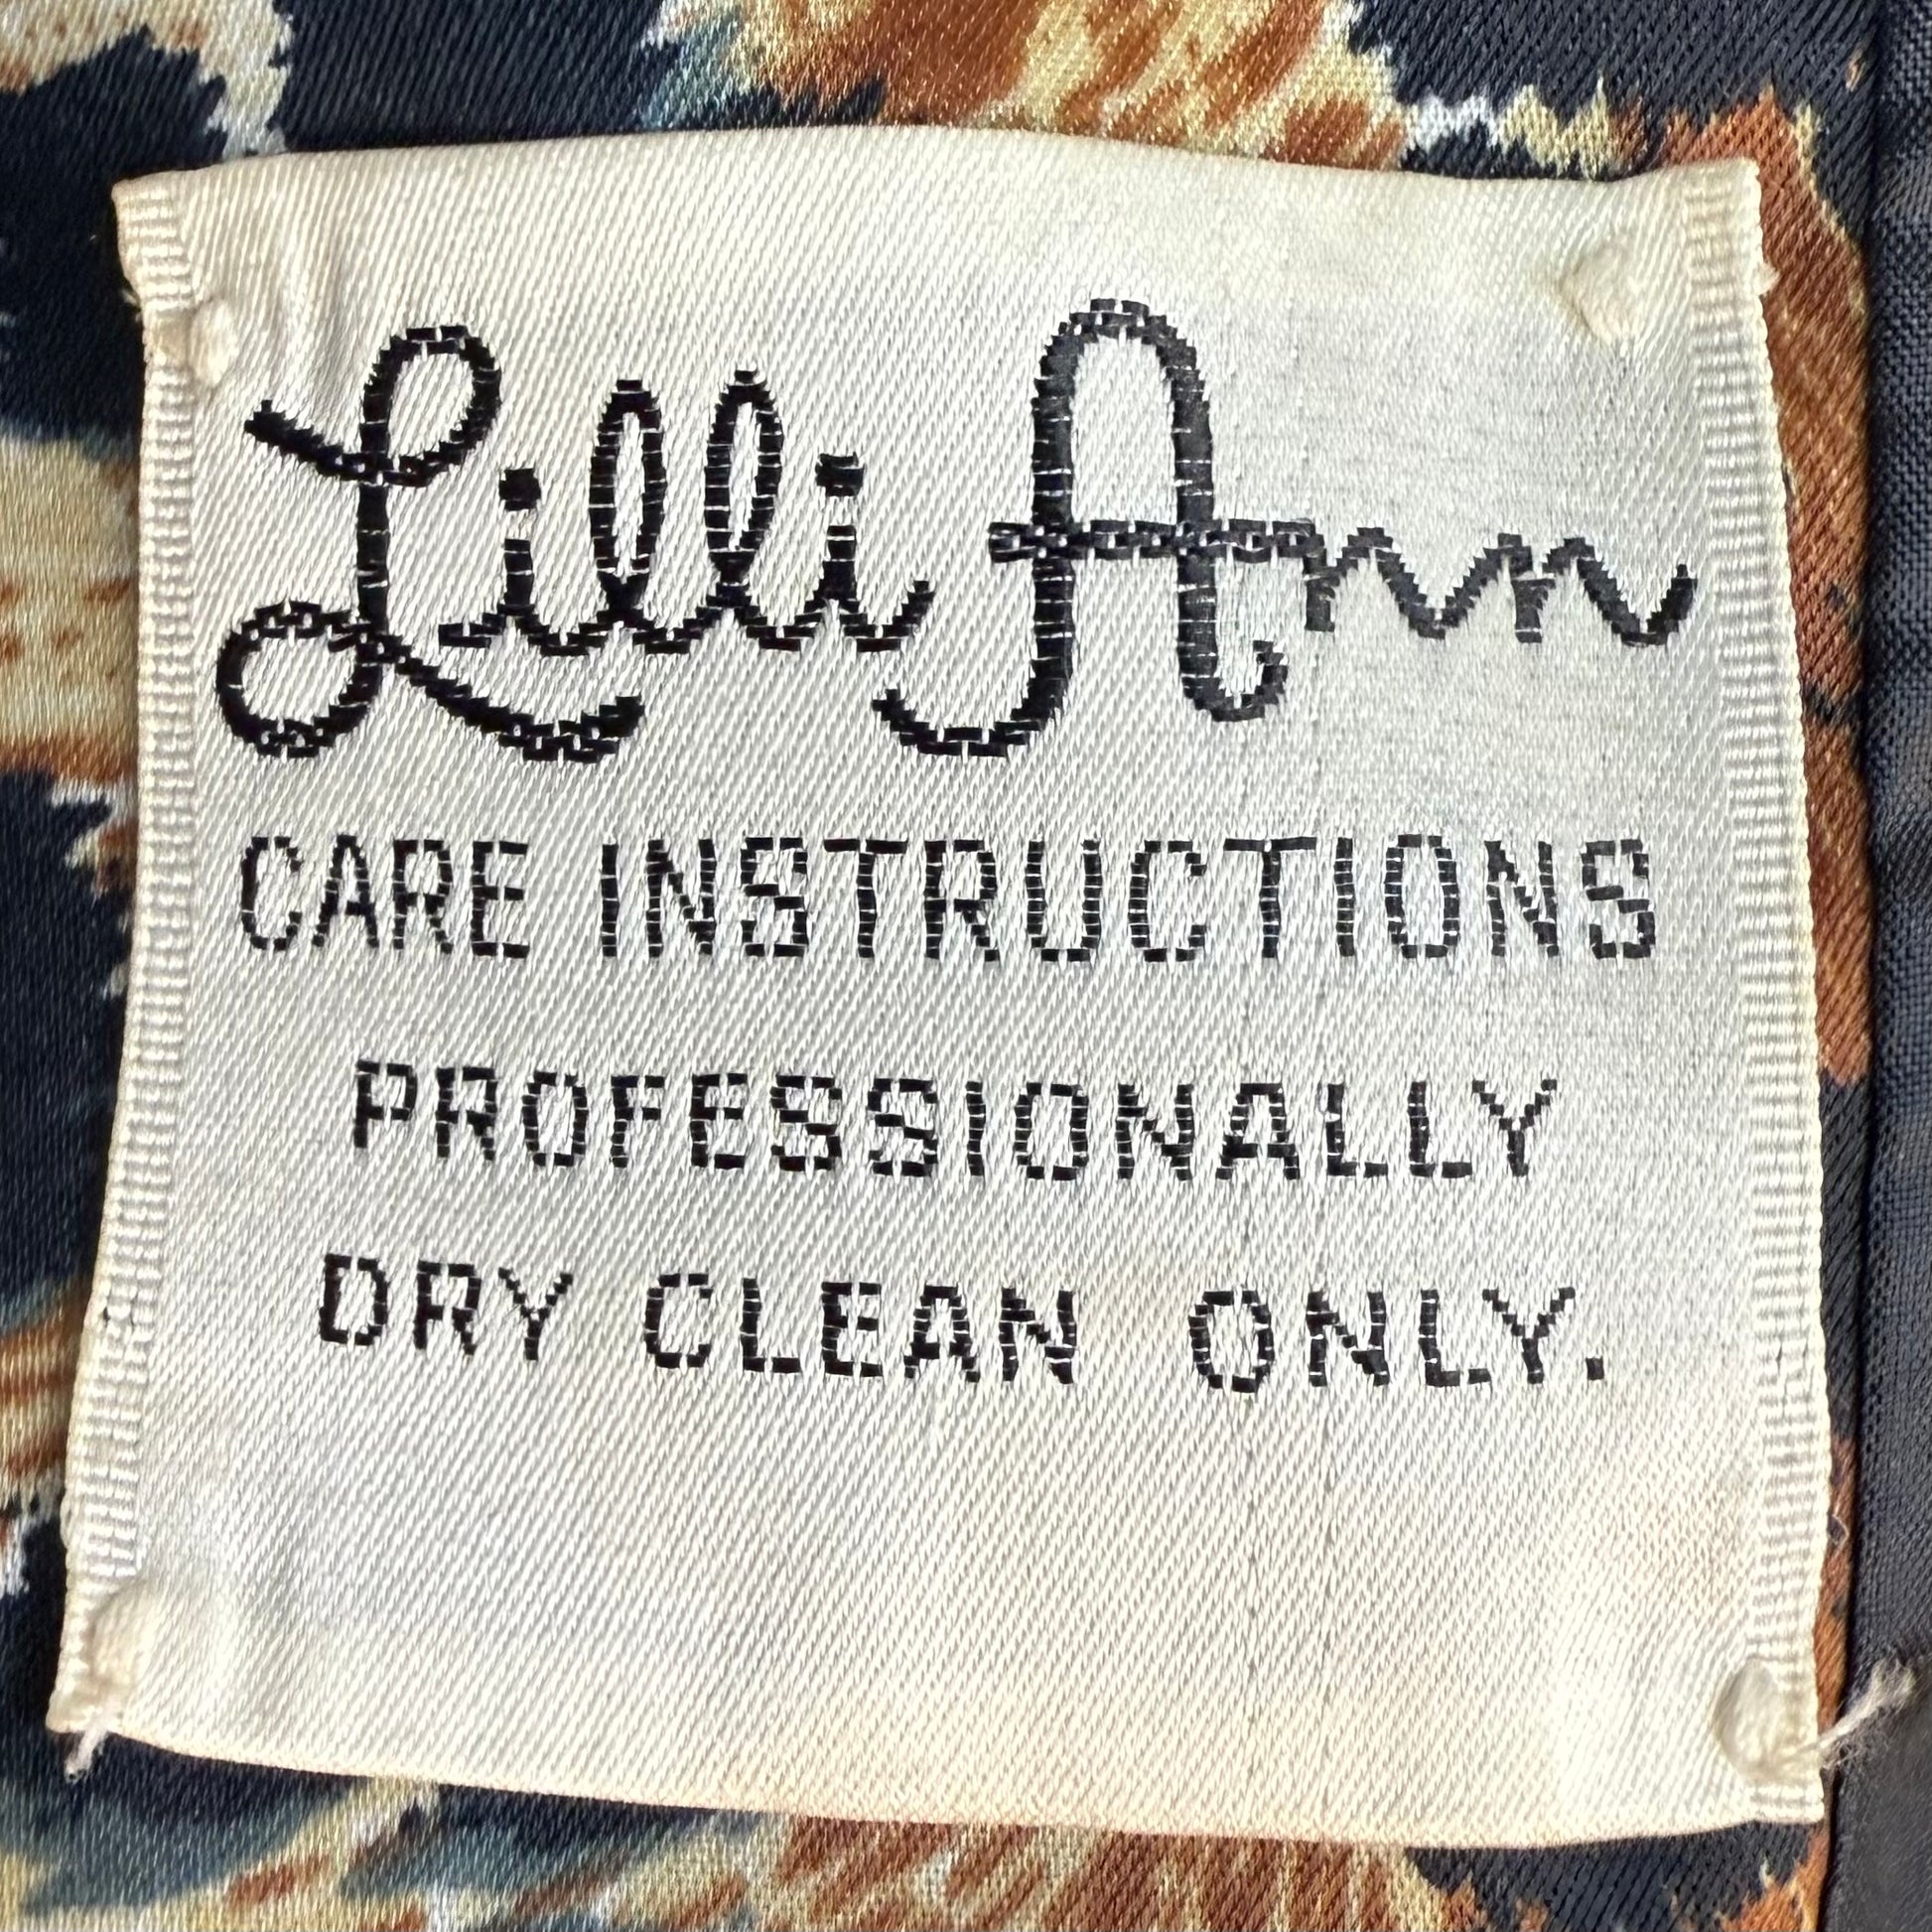 Lilli Ann
CARE INSTRUCTIONS
PROFESSIONALLY
DRY CLEAN ONLY.